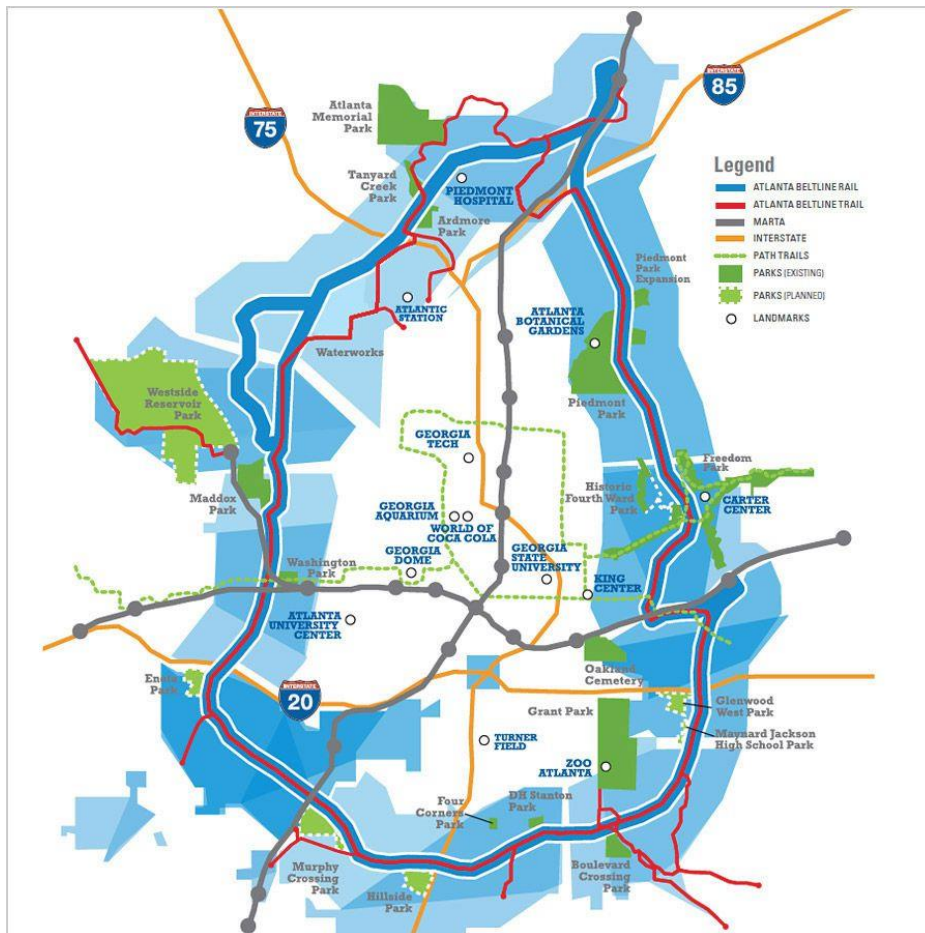 INTERSTATE
85
INTERSTATE
75
Atlanta
Memorial
Park
Tanyard
Creek
Park
PIEDMONT
HOSPITAL
Ardmore
Park
Legend
ATLANTA BELTLINE RAIL
ATLANTA BELTLINE TRAIL
MARTA
INTERSTATE
PATH TRAILS
PARKS (EXISTING)
PARKS (PLANNED)
LANDMARKS
Piedmont
Park
Expansion
ATLANTIC
STATION
ATLANTA
BOTANICAL
GARDENS
Waterworks
Westside
Reservoir
Park
Piedmont
Park
GEORGIA
TECH
Freedom
Park
Maddox
Park
Historic
Fourth Ward
Park
CARTER
CENTER
GEORGIA
AQUARIUM
WORLD OF
COCA COLA
GEORGIA
DOME
GEORGIA
STATE
UNIVERSITY
Washington
Park
KING
CENTER
ATLANTA
UNIVERSITY
CENTER
Oakland
Cemetery
Enota
Park
INTERSTATE
20
Grant Park
Glenwood
West Park
Maynard Jackson
High School Park
TURNER
FIELD
ZOO
ATLANTA
Four
Corners
Park
DH Stanton
Park
Murphy
Crossing
Park
Hillside
Park
Boulevard
Crossing
Park